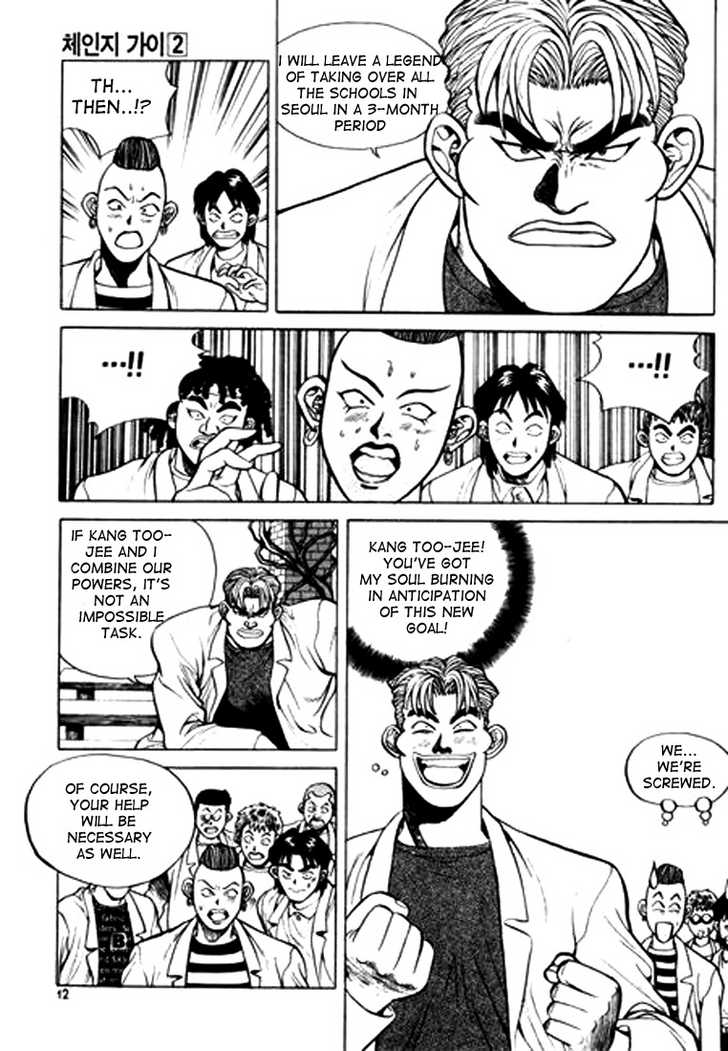 체인지 가이 2
TH...
THEN..!?
I WILL LEAVE A LEGEND
OF TAKING OVER ALL
THE SCHOOLS IN
SEOUL IN A 3-MONTH
PERIOD
...!!
...!!
IF KANG TOO-
JEE AND I
COMBINE OUR
POWERS, IT'S
NOT AN
IMPOSSIBLE
TASK.
OF COURSE,
YOUR HELP
WILL BE
NECESSARY
AS WELL.
B
KANG TOO-JEE!
YOU'VE GOT
MY SOUL BURNING
IN ANTICIPATION
OF THIS NEW
GOAL!
WE...
WE'RE
SCREWED.
12